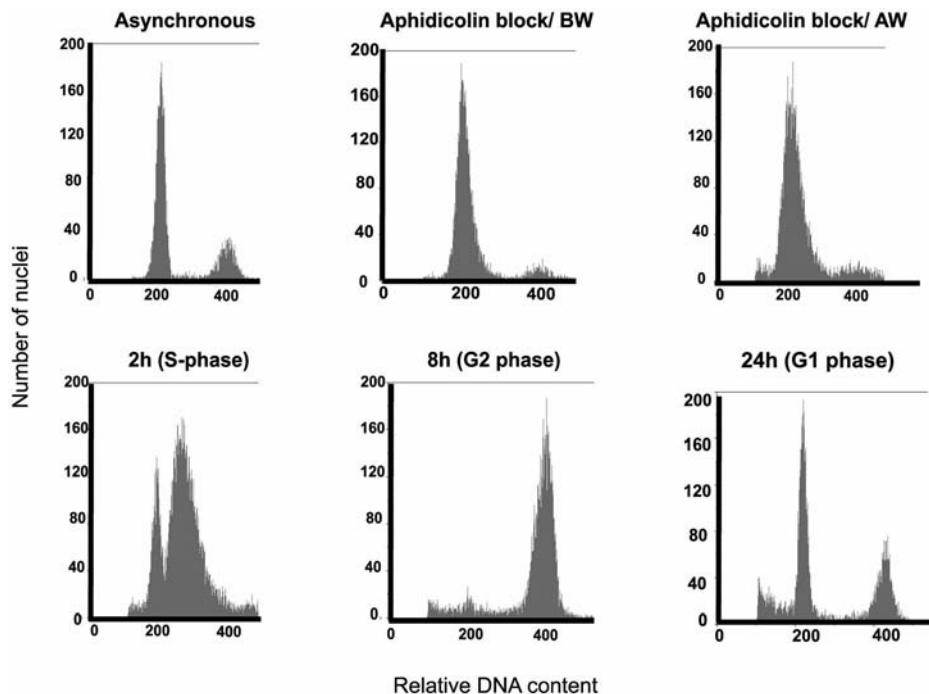 Asynchronous
200
160
120
80
40
0
0 200 400
Aphidicolin block/ BW
200
160
120
80
40
0
0 200 400
Aphidicolin block/ AW
200
160
120
80
40
0
0 200 400
Number of nuclei
2h (S-phase)
200
160
120
80
40
0
0 200 400
8h (G2 phase)
200
160
120
80
40
0
0 200 400
24h (G1 phase)
200
160
120
80
40
0
0 200 400
Relative DNA content